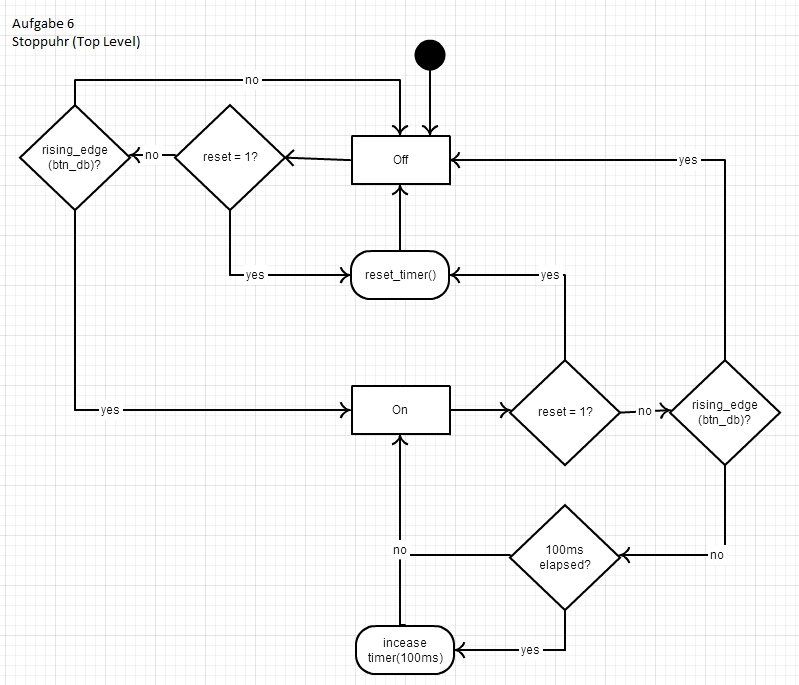 Aufgabe 6
Stoppuhr (Top Level)
no
rising_edge
(btn_db)?
no
reset = 1?
Off
yes
yes
reset_timer()
yes
yes
On
reset = 1?
no
rising_edge
(btn_db)?
no
100ms
elapsed?
no
yes
incease
timer(100ms)